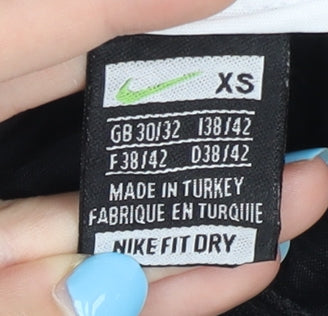 XS
GB 30/32 I38/42
F38/42 D38/42
MADE IN TURKEY
FABRIQUE EN TURQUIE
NIKE FIT DRY